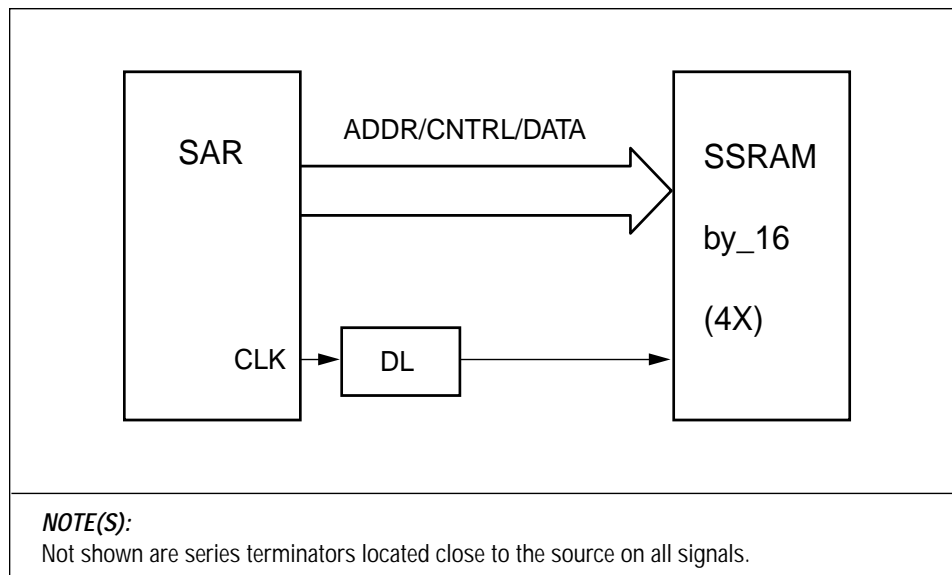 SAR
ADDR/CNTRL/DATA
SSRAM
by_16
(4X)
CLK
DL
NOTE(S):
Not shown are series terminators located close to the source on all signals.